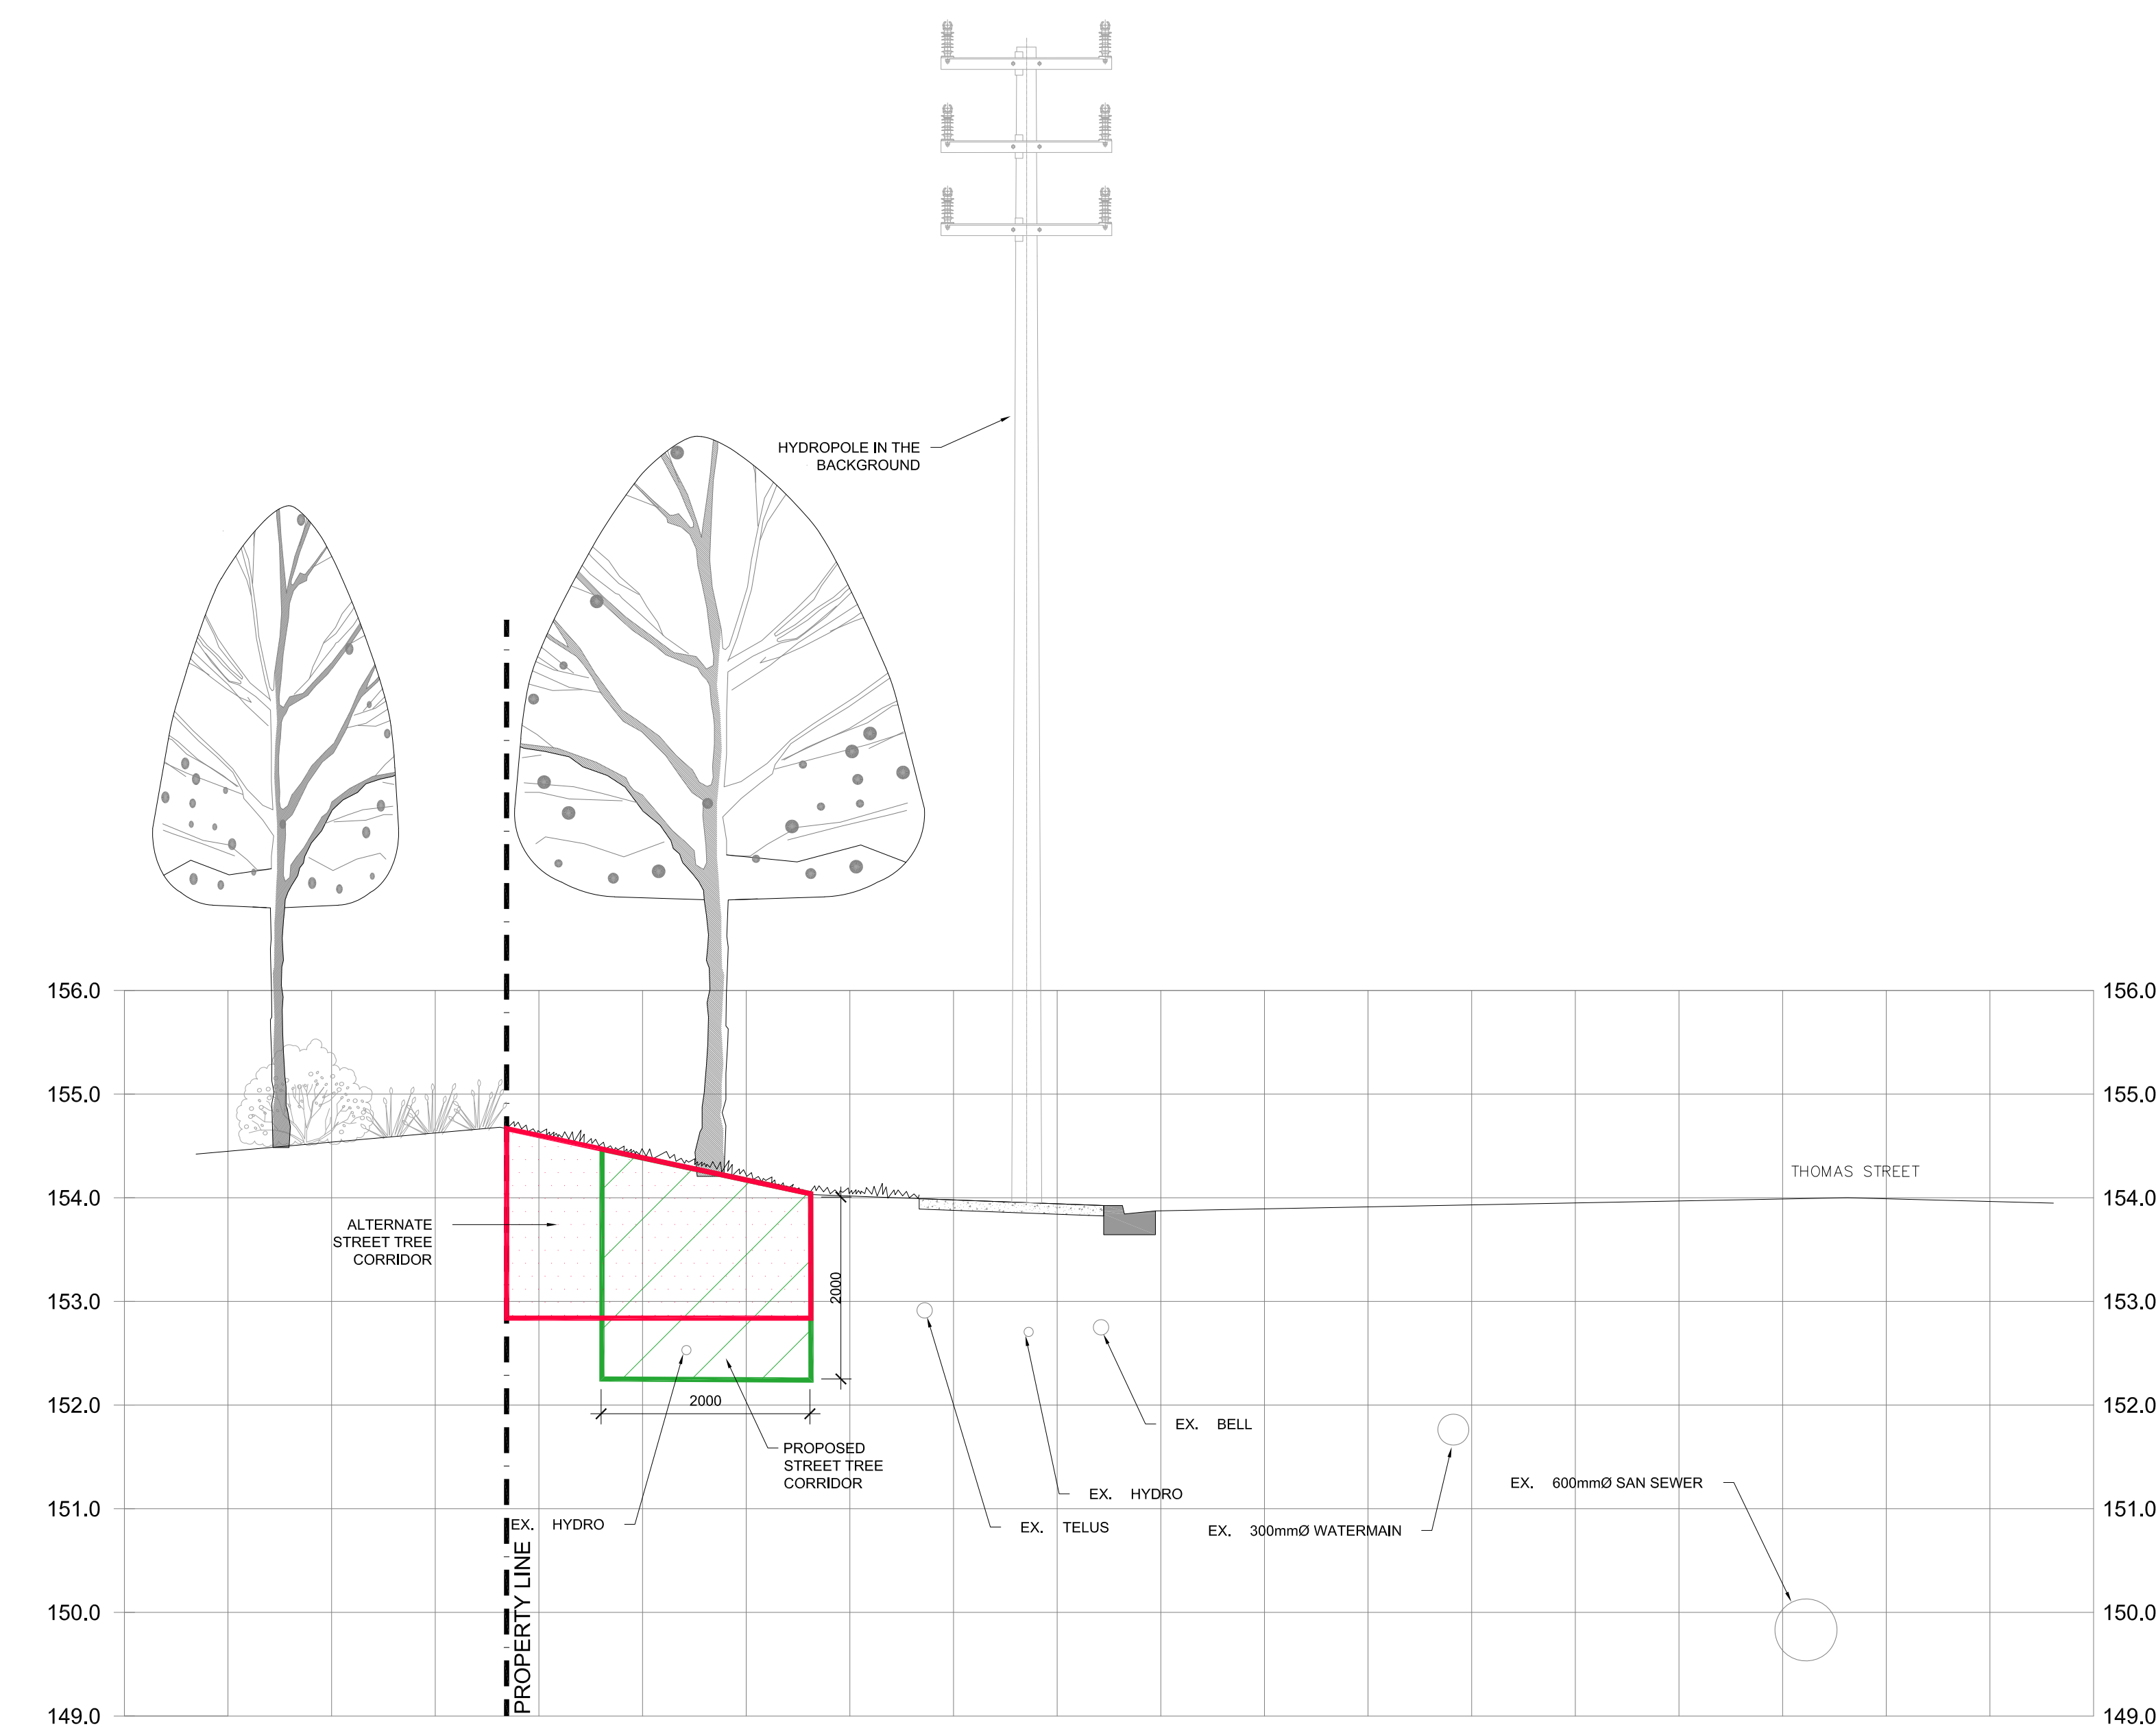 HYDROPOLE IN THE
BACKGROUND
156.0
156.0
155.0
155.0
THOMAS STREET
154.0
154.0
ALTERNATE
STREET TREE
CORRIDOR
2000
153.0
153.0
2000
152.0
152.0
EX. BELL
PROPOSED
STREET TREE
CORRIDOR
EX. 600mmØ SAN SEWER
EX. HYDRO
151.0
151.0
EX. HYDRO
EX. TELUS
EX. 300mmØ WATERMAIN
PROPERTY LINE
150.0
150.0
149.0
149.0